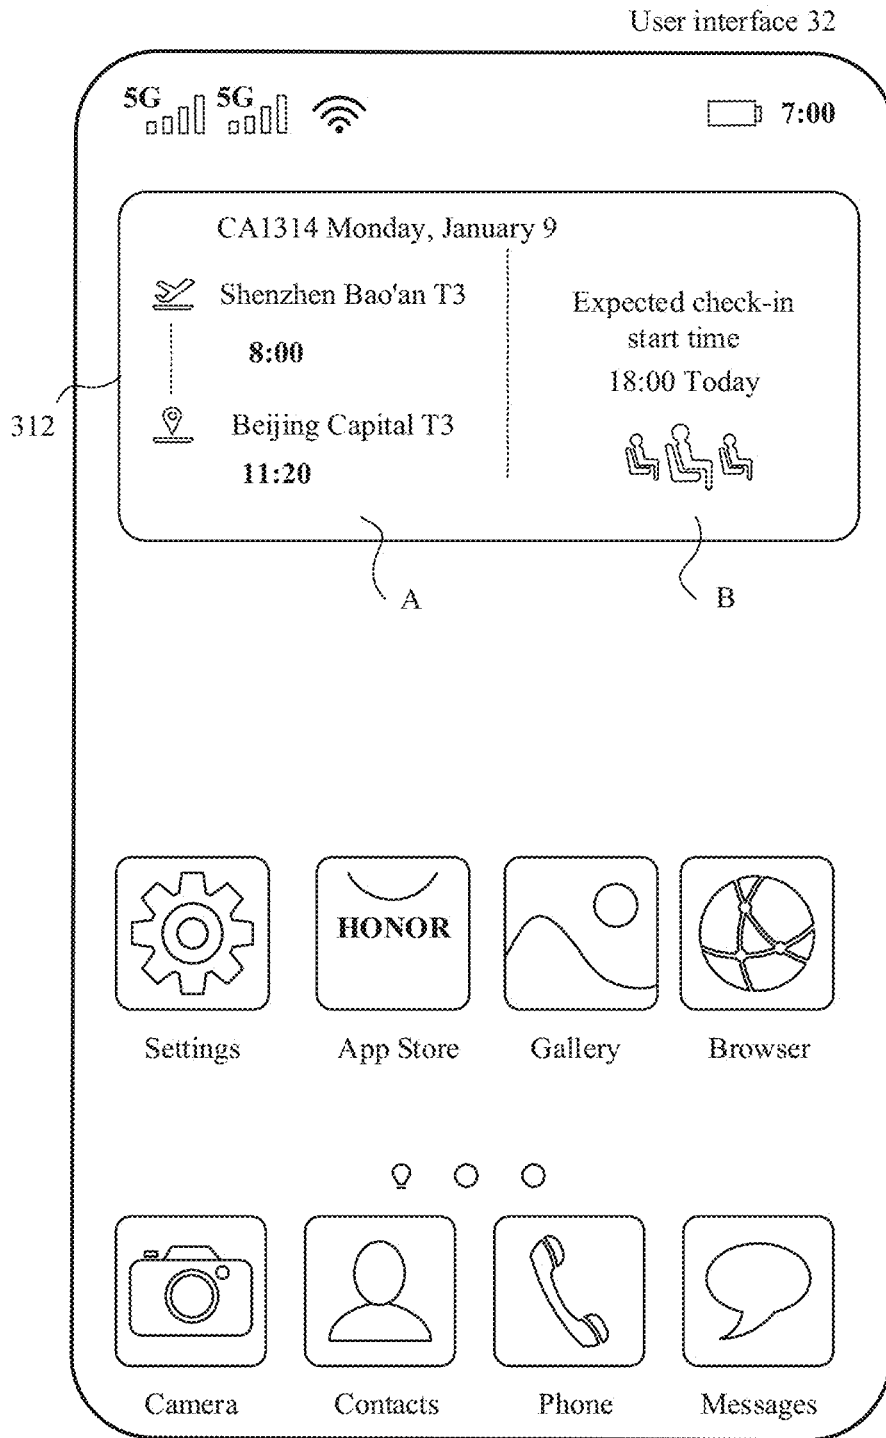 User interface 32
5G 5G 7:00
CA1314 Monday, January 9
Shenzhen Bao'an T3
8:00
Beijing Capital T3
11:20
Expected check-in
start time
18:00 Today
312
A
B
HONOR
Settings
App Store
Gallery
Browser
Camera
Contacts
Phone
Messages